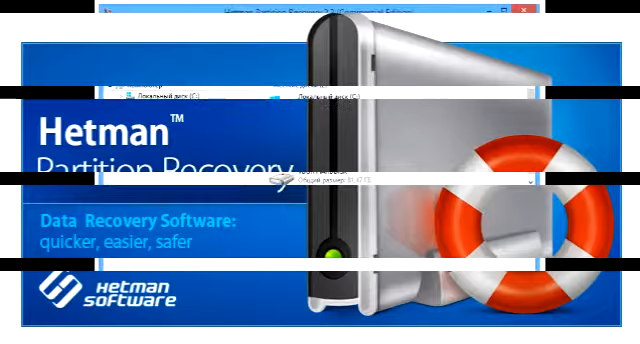 Hetman Partition Recovery 2.2 (Commercial Edition)
Локальный диск (C:)
Локальный диск (C:)
Hetman™
Partition Recovery
Общий размер: 81,47 ГБ
Data Recovery Software:
quicker, easier, safer
HETMAN
SOFTWARE